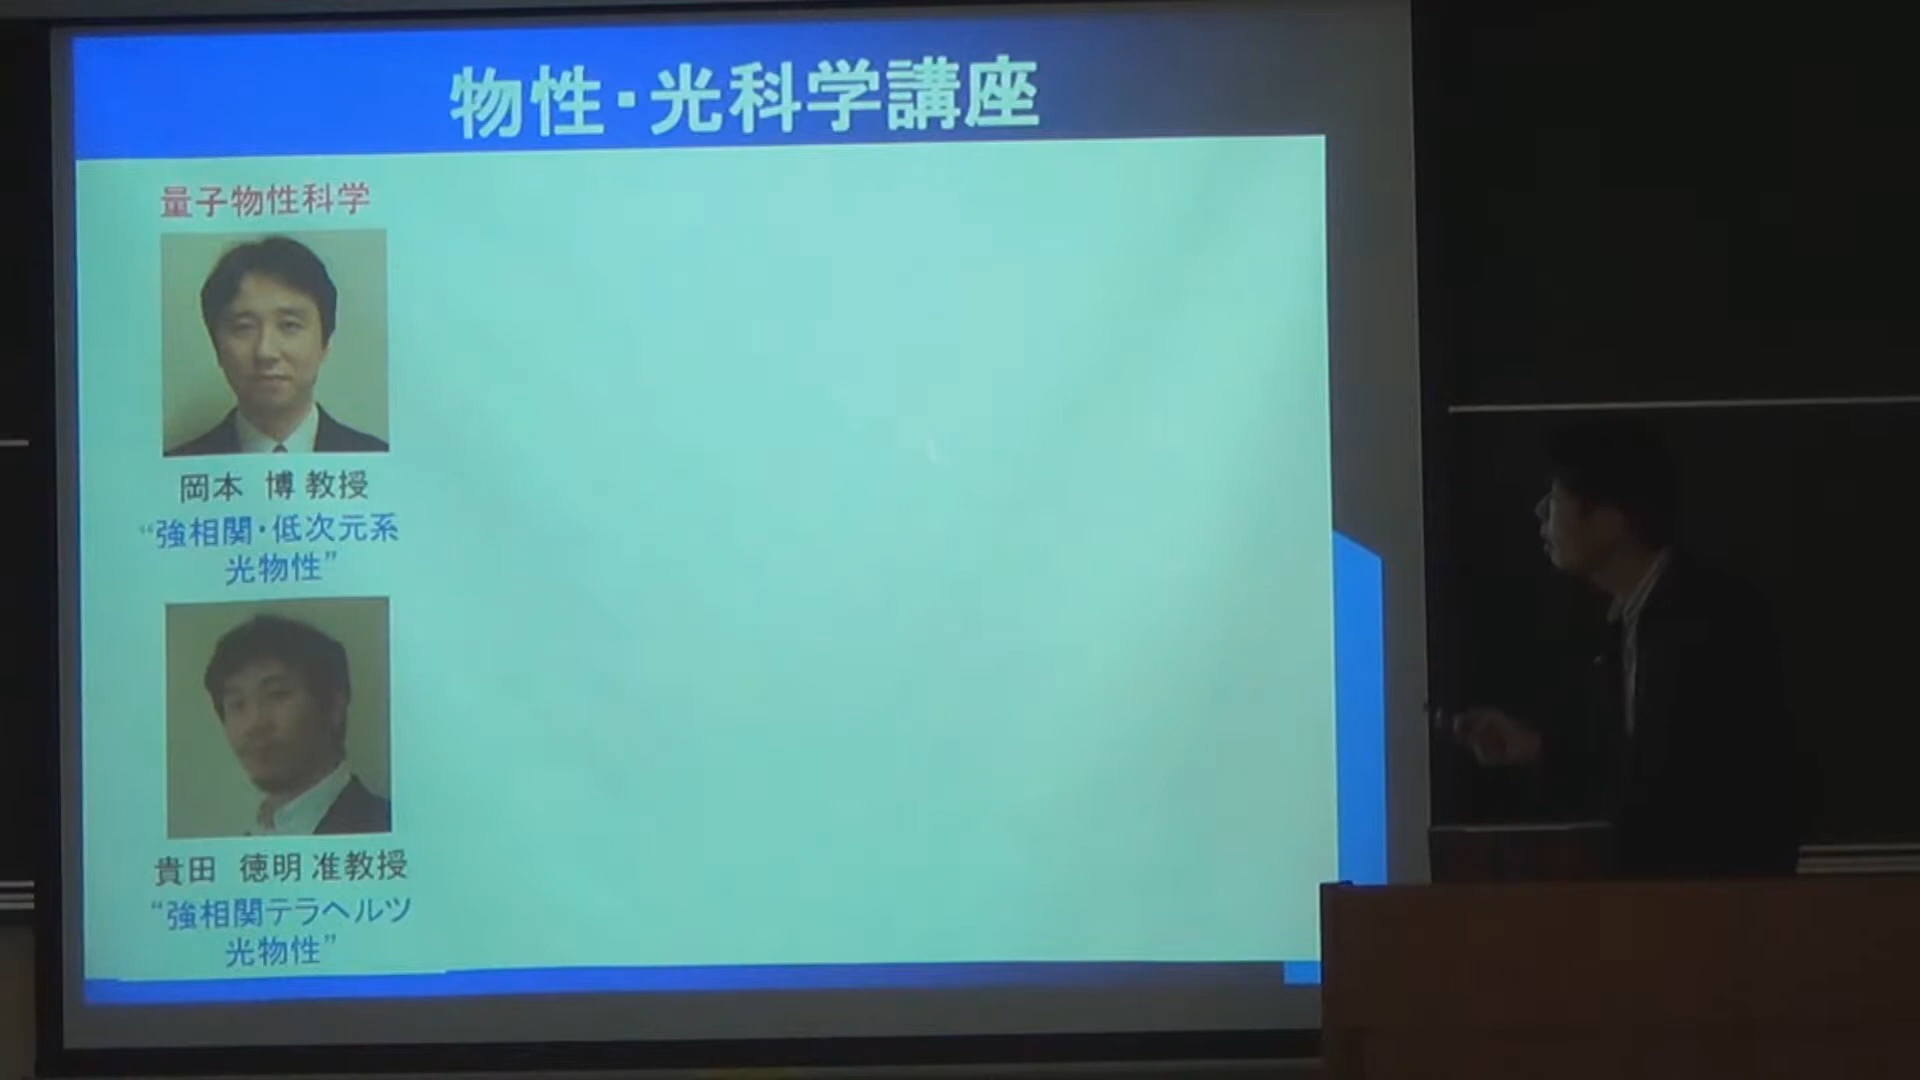 物性・光科学講座
量子物性科学
岡本 博 教授
“強相関・低次元系
光物性”
貴田 徳明 准教授
“強相関テラヘルツ
光物性”